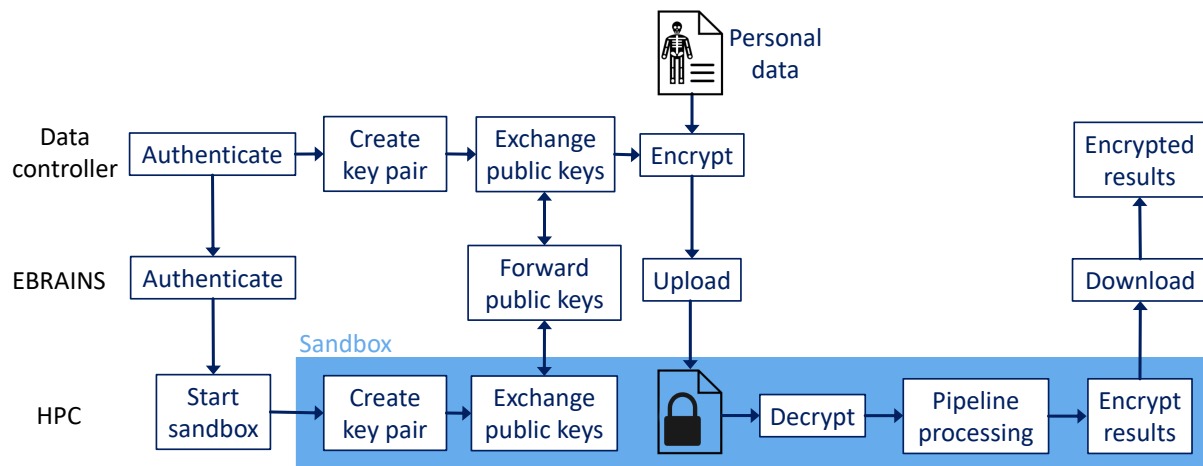 Personal
data
Data
controller
Authenticate
Create
key pair
Exchange
public keys
Encrypt
Encrypted
results
EBRAINS
Authenticate
Forward
public keys
Upload
Download
Sandbox
HPC
Start
sandbox
Create
key pair
Exchange
public keys
Decrypt
Pipeline
processing
Encrypt
results